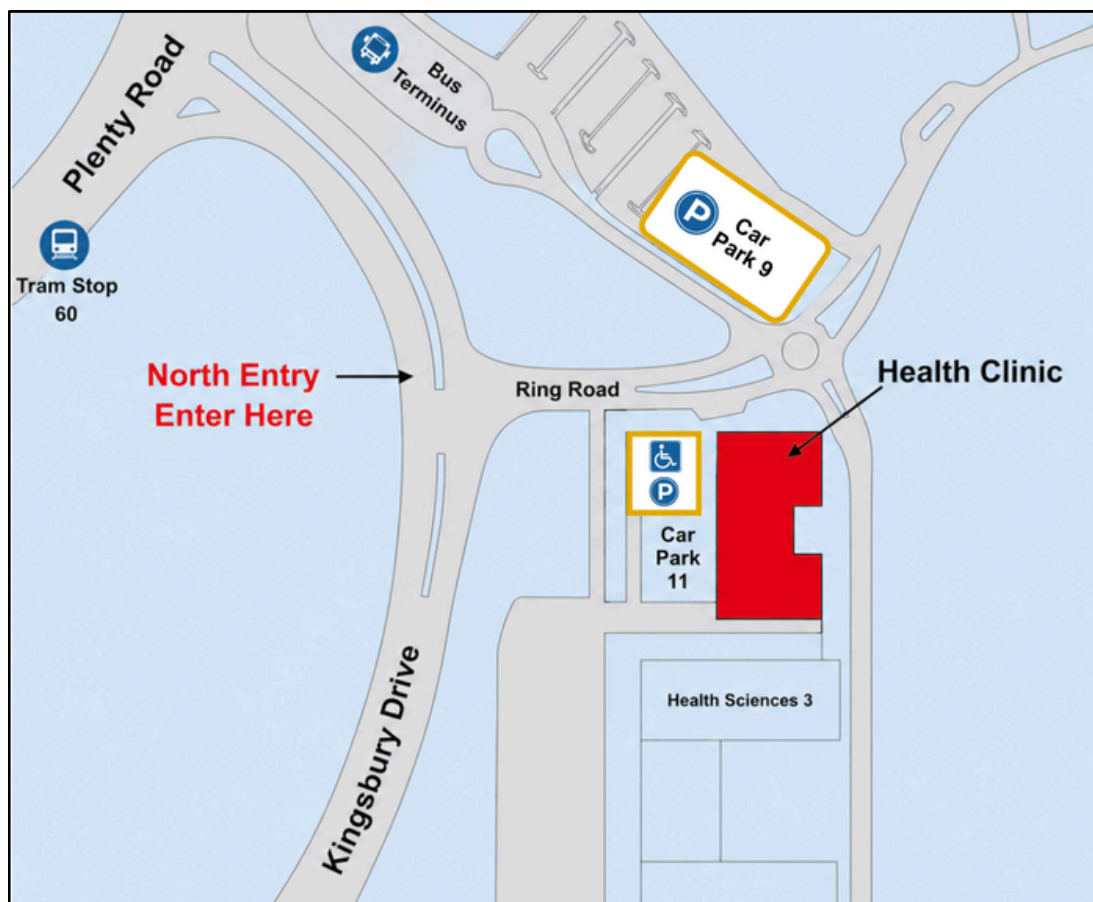 Plenty Road
Bus
Terminus
P
Car
Park 9
Tram Stop
60
North Entry
Enter Here
Ring Road
Health Clinic
P
Car
Park
11
Kingsbury Drive
Health Sciences 3